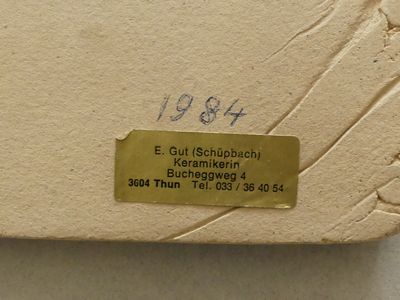 1984
E. Gut (Schüpbach)
Keramikerin
Bucheggweg 4
3604 Thun Tel. 033 / 36 40 54